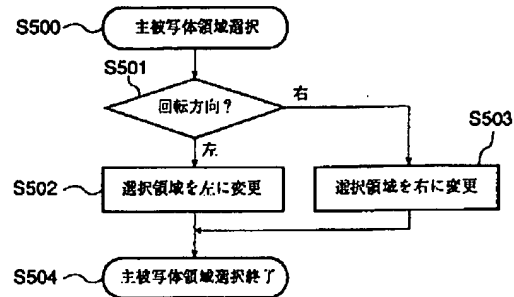 S500
主被写体領域選択
S501
回転方向？
右
左
S503
S502
選択領域を左に変更
選択領域を右に変更
S504
主被写体領域選択終了